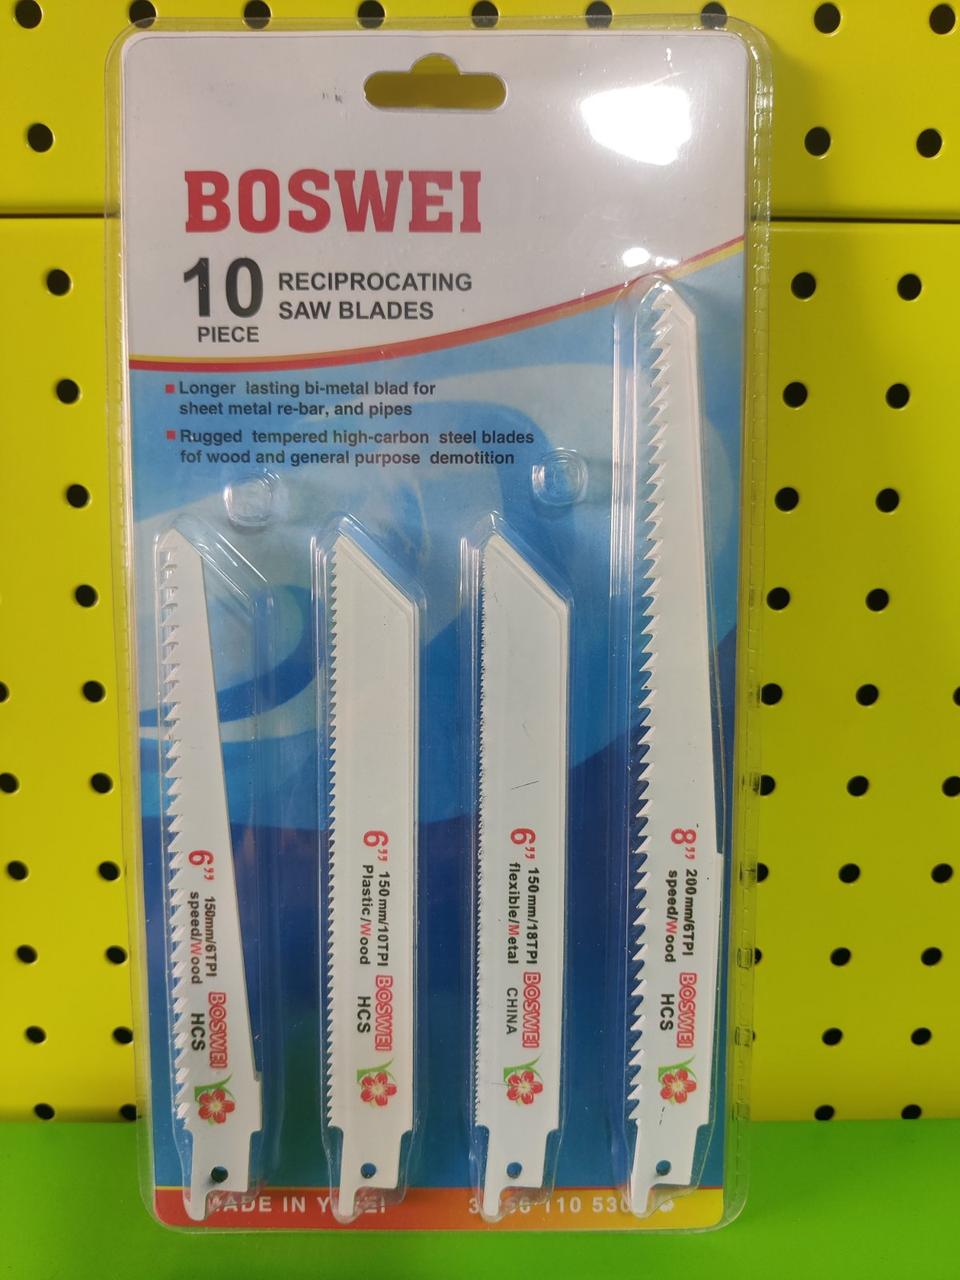 BOSWEI
10
PIECE
RECIPROCATING
SAW BLADES
Longer lasting bi-metal blad for
sheet metal re-bar, and pipes
Rugged tempered high-carbon steel blades
fof wood and general purpose demotition
6” 150mm/6TPI
speed/Wood
BOSWEI
HCS
6” 150mm/10TPI
Plastic/Wood
BOSWEI
HCS
6” 150mm/18TPI
flexible/Metal
BOSWEI
CHINA
8” 200mm/6TPI
speed/Wood
BOSWEI
HCS
MADE IN
110